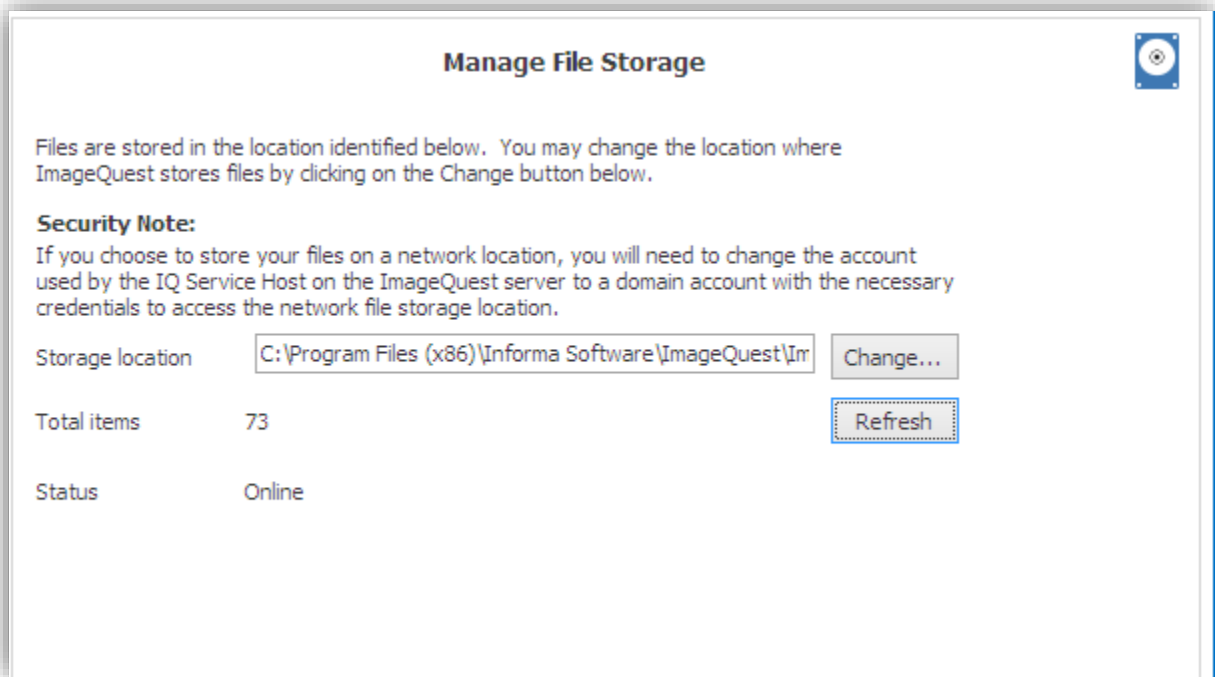 Manage File Storage
Files are stored in the location identified below.  You may change the location where
ImageQuest stores files by clicking on the Change button below.
Security Note:
If you choose to store your files on a network location, you will need to change the account
used by the IQ Service Host on the ImageQuest server to a domain account with the necessary
credentials to access the network file storage location.
Storage location C:\Program Files (x86)\Informa Software\ImageQuest\Im Change...
Total items 73 Refresh
Status Online